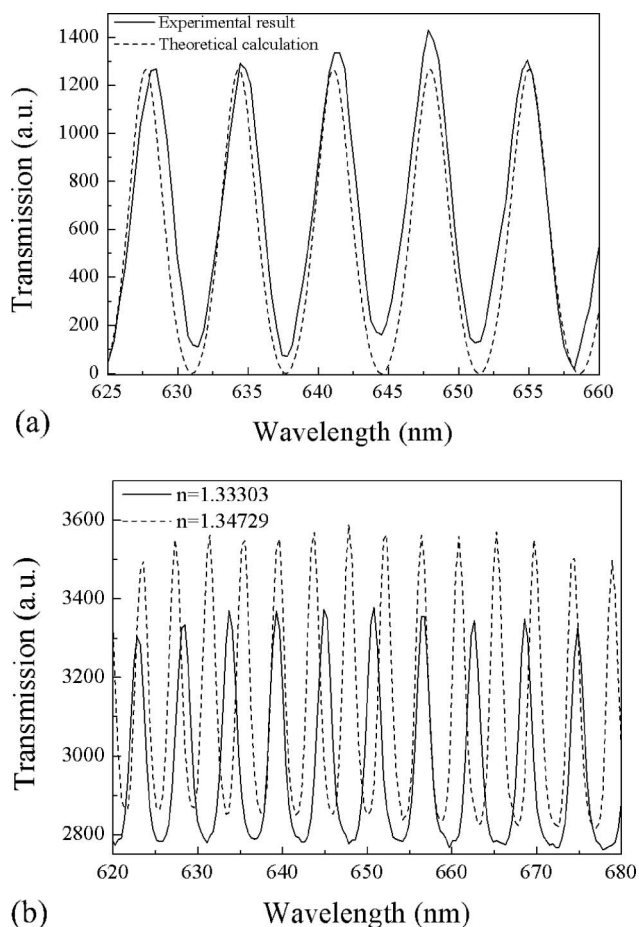 Experimental result
Theoretical calculation
1400
1200
1000
800
600
400
200
0
Transmission (a.u.)
625 630 635 640 645 650 655 660
(a)
Wavelength (nm)
n=1.33303
n=1.34729
3600
3400
3200
3000
2800
Transmission (a.u.)
620 630 640 650 660 670 680
(b)
Wavelength (nm)